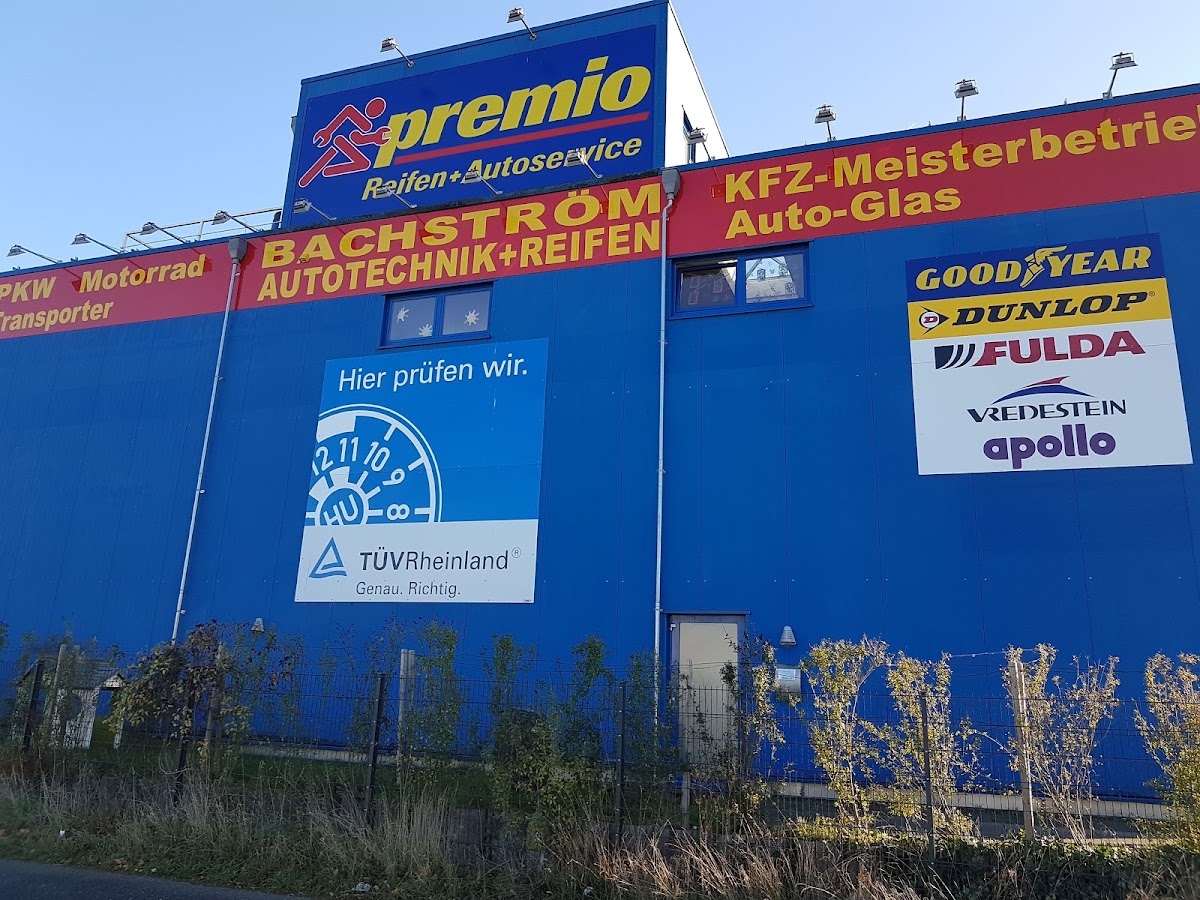 premio
Reifen+Autoservice
PKW Motorrad
Transporter
BACHSTRÖM
AUTOTECHNIK+REIFEN
KFZ-Meisterbetrie
Auto-Glas
Hier prüfen wir.
12 11 10 9 8
HU
TÜVRheinland®
Genau. Richtig.
GOODYEAR
D DUNLOP®
FULDA
VREDESTEIN
apollo